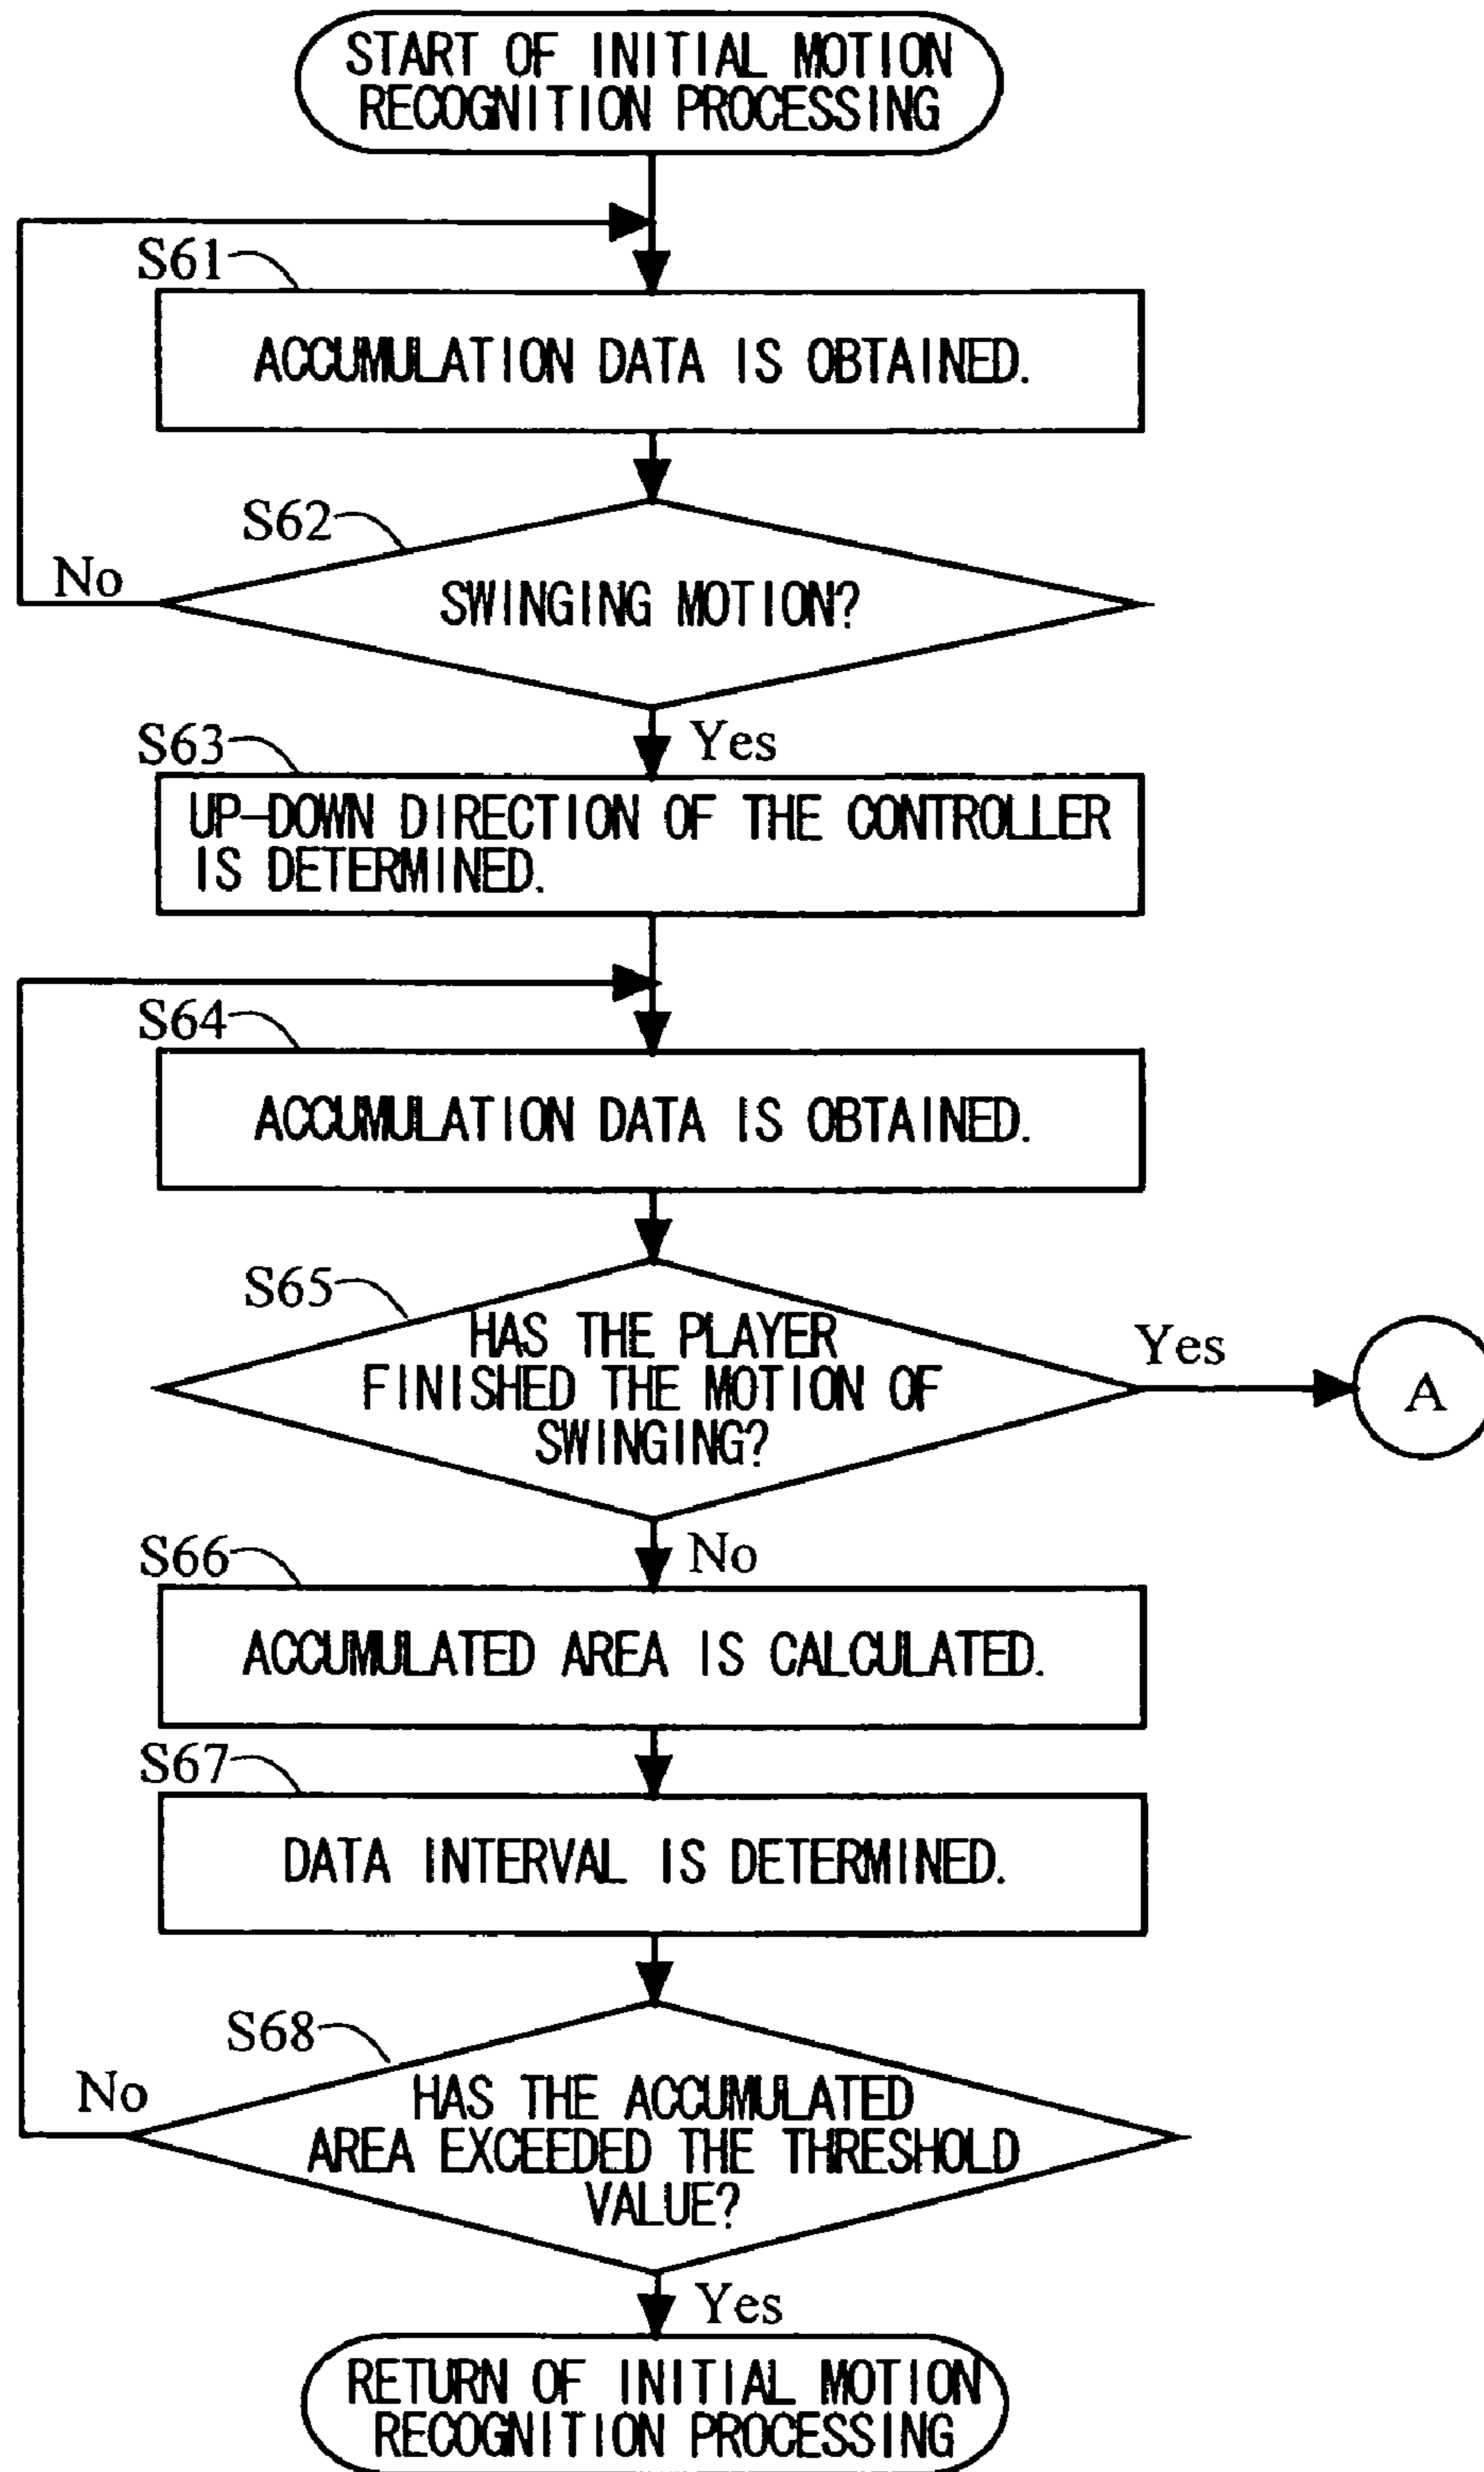 START OF INITIAL MOTION
RECOGNITION PROCESSING
S61
ACCUMULATION DATA IS OBTAINED.
S62
No
SWINGING MOTION?
Yes
S63
UP-DOWN DIRECTION OF THE CONTROLLER
IS DETERMINED.
S64
ACCUMULATION DATA IS OBTAINED.
S65
HAS THE PLAYER
FINISHED THE MOTION OF
SWINGING?
Yes
A
No
S66
ACCUMULATED AREA IS CALCULATED.
S67
DATA INTERVAL IS DETERMINED.
S68
No
HAS THE ACCUMULATED
AREA EXCEEDED THE THRESHOLD
VALUE?
Yes
RETURN OF INITIAL MOTION
RECOGNITION PROCESSING